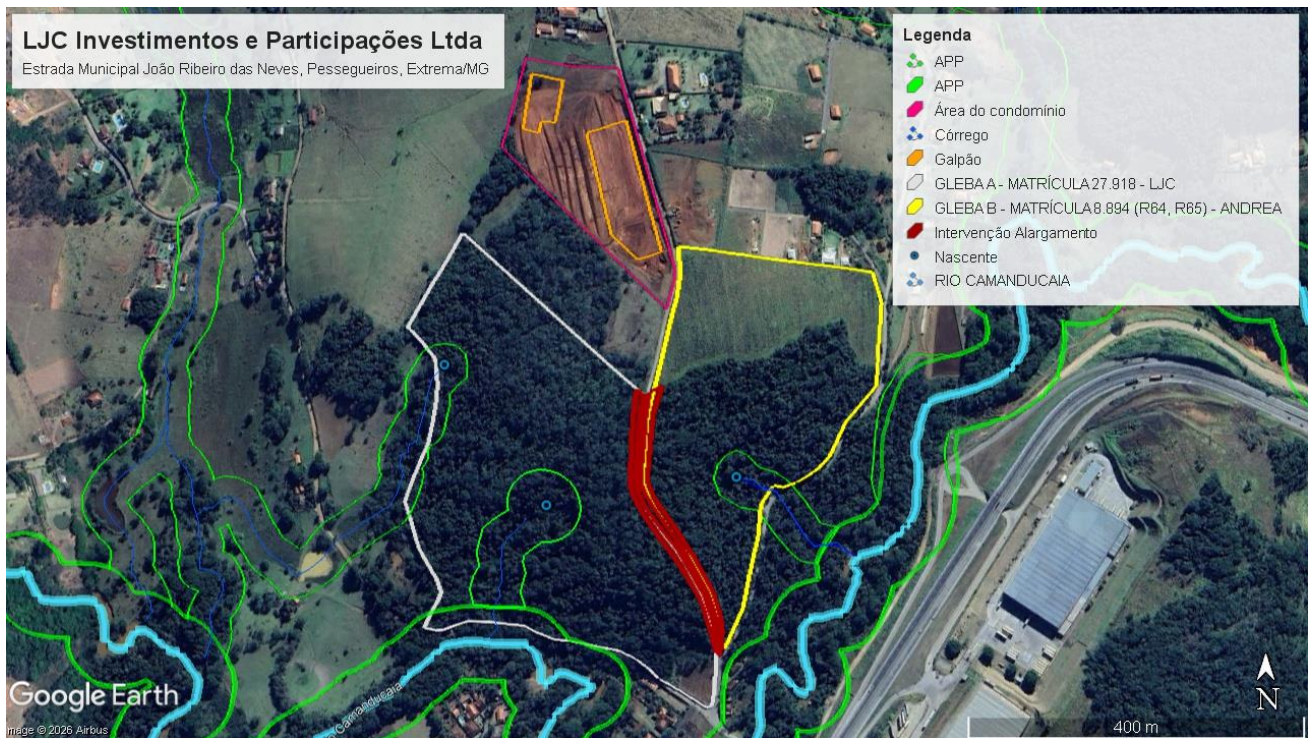 LJC Investimentos e Participações Ltda
Estrada Municipal João Ribeiro das Neves, Pessegueiros, Extrema/MG
Legenda
APP
APP
Área do condomínio
Córrego
Galpão
GLEBA A - MATRÍCULA 27.918 - LJC
GLEBA B - MATRÍCULA 8.894 (R64, R65) - ANDREA
Intervenção Alargamento
Nascente
RIO CAMANDUCAIA
Camanducaia
Google Earth
mage © 2026 Airbus
N
400 m